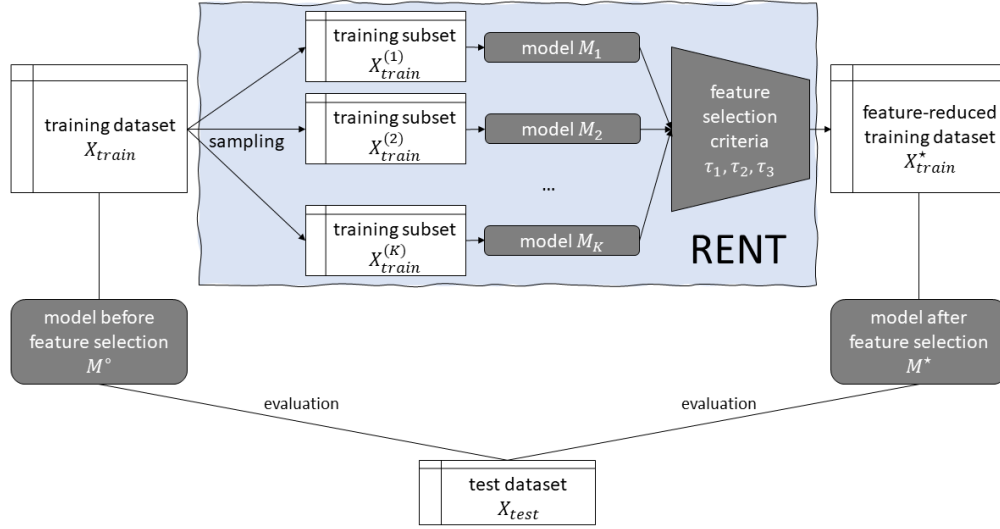 training dataset
X_train
sampling
training subset
X_train^(1)
model M_1
training subset
X_train^(2)
model M_2
...
training subset
X_train^(K)
model M_K
feature
selection
criteria
τ_1, τ_2, τ_3
RENT
feature-reduced
training dataset
X_train^⋆
model before
feature selection
M°
model after
feature selection
M^⋆
evaluation
evaluation
test dataset
X_test